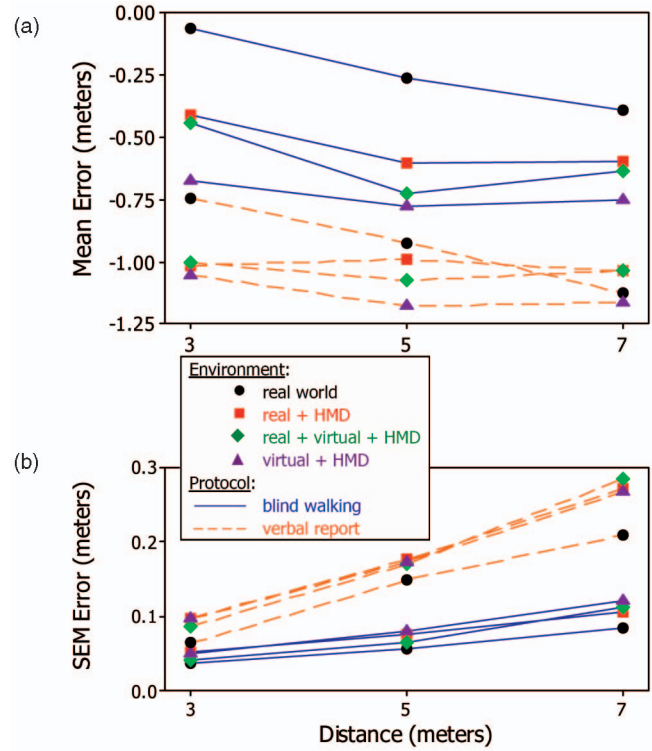 (a)
Mean Error (meters)
0.00
-0.25
-0.50
-0.75
-1.00
-1.25
3
5
7
Environment:
real world
real + HMD
real + virtual + HMD
virtual + HMD
Protocol:
blind walking
verbal report
(b)
SEM Error (meters)
0.3
0.2
0.1
0.0
3
5
7
Distance (meters)